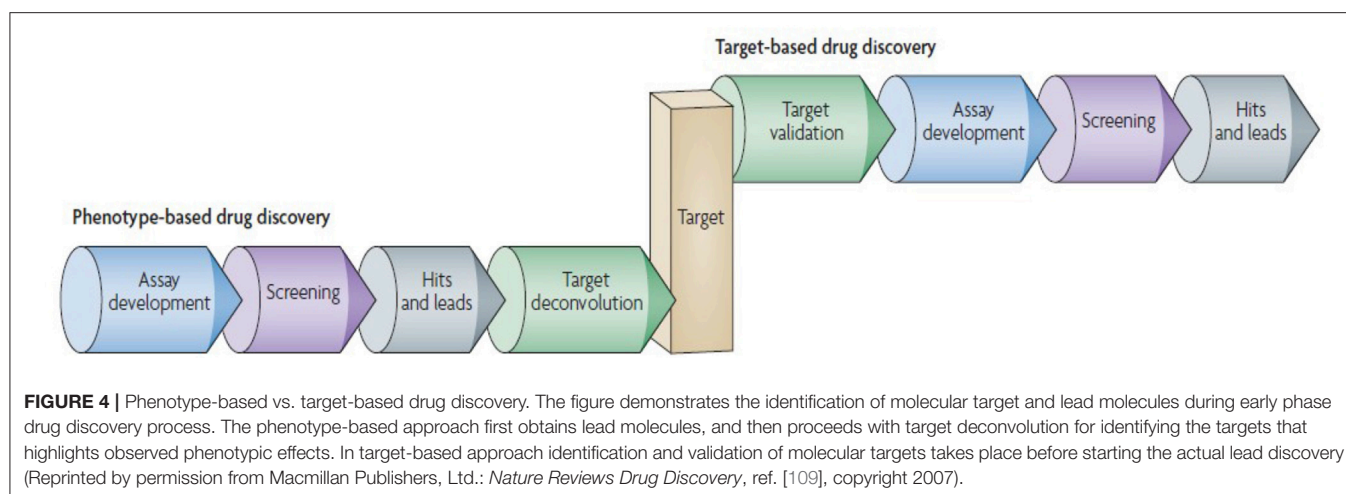 Target-based drug discovery
Target
validation
Assay
development
Screening
Hits
and leads
Phenotype-based drug discovery
Target
Assay
development
Screening
Hits
and leads
Target
deconvolution
FIGURE 4 | Phenotype-based vs. target-based drug discovery. The figure demonstrates the identification of molecular target and lead molecules during early phase
drug discovery process. The phenotype-based approach first obtains lead molecules, and then proceeds with target deconvolution for identifying the targets that
highlights observed phenotypic effects. In target-based approach identification and validation of molecular targets takes place before starting the actual lead discovery
(Reprinted by permission from Macmillan Publishers, Ltd.: Nature Reviews Drug Discovery, ref. [109], copyright 2007).